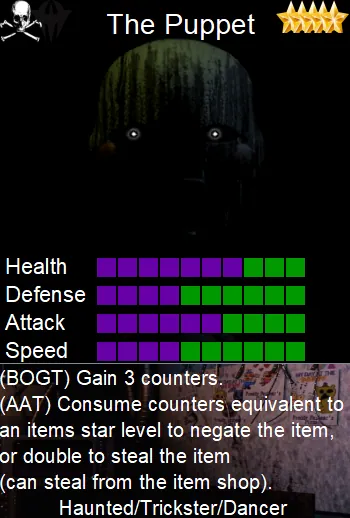 The Puppet
Health
Defense
Attack
Speed
(BOGT) Gain 3 counters.
(AAT) Consume counters equivalent to
an items star level to negate the item,
or double to steal the item
(can steal from the item shop).
Haunted/Trickster/Dancer